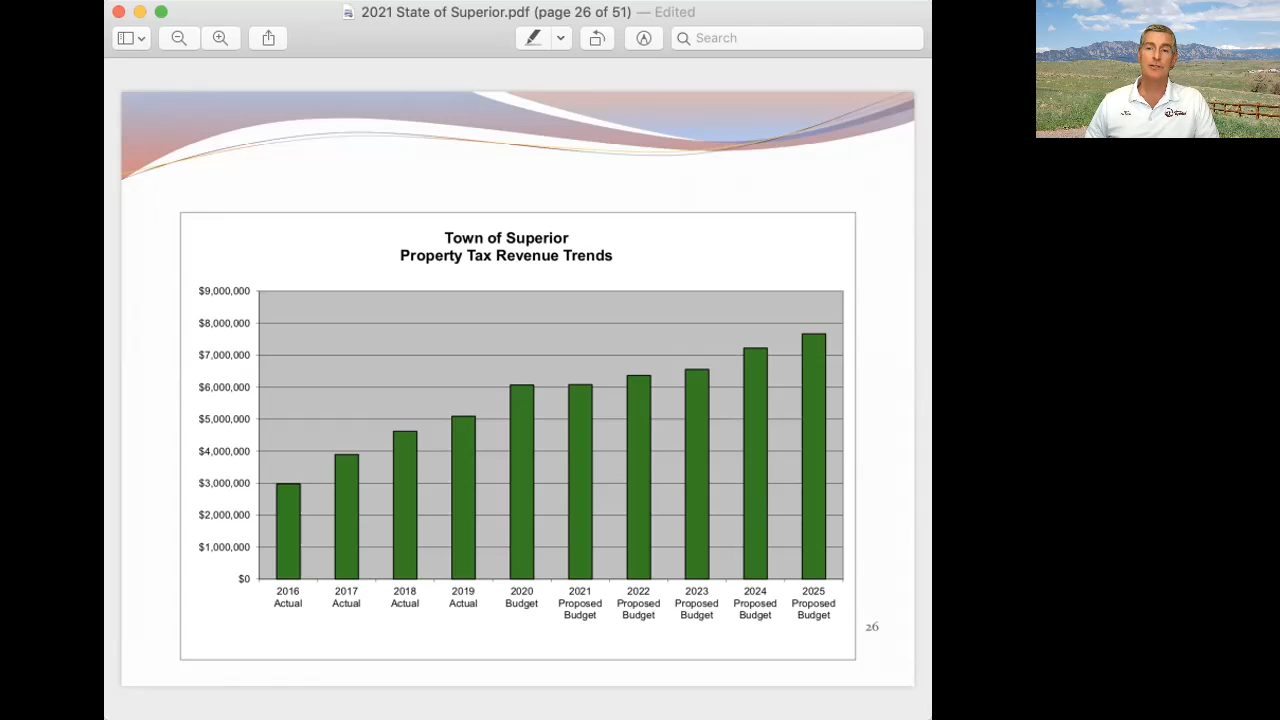 2021 State of Superior.pdf (page 26 of 51) — Edited
Search
Town of Superior
Property Tax Revenue Trends
$9,000,000
$8,000,000
$7,000,000
$6,000,000
$5,000,000
$4,000,000
$3,000,000
$2,000,000
$1,000,000
$0
2016 Actual
2017 Actual
2018 Actual
2019 Actual
2020 Budget
2021 Proposed Budget
2022 Proposed Budget
2023 Proposed Budget
2024 Proposed Budget
2025 Proposed Budget
26